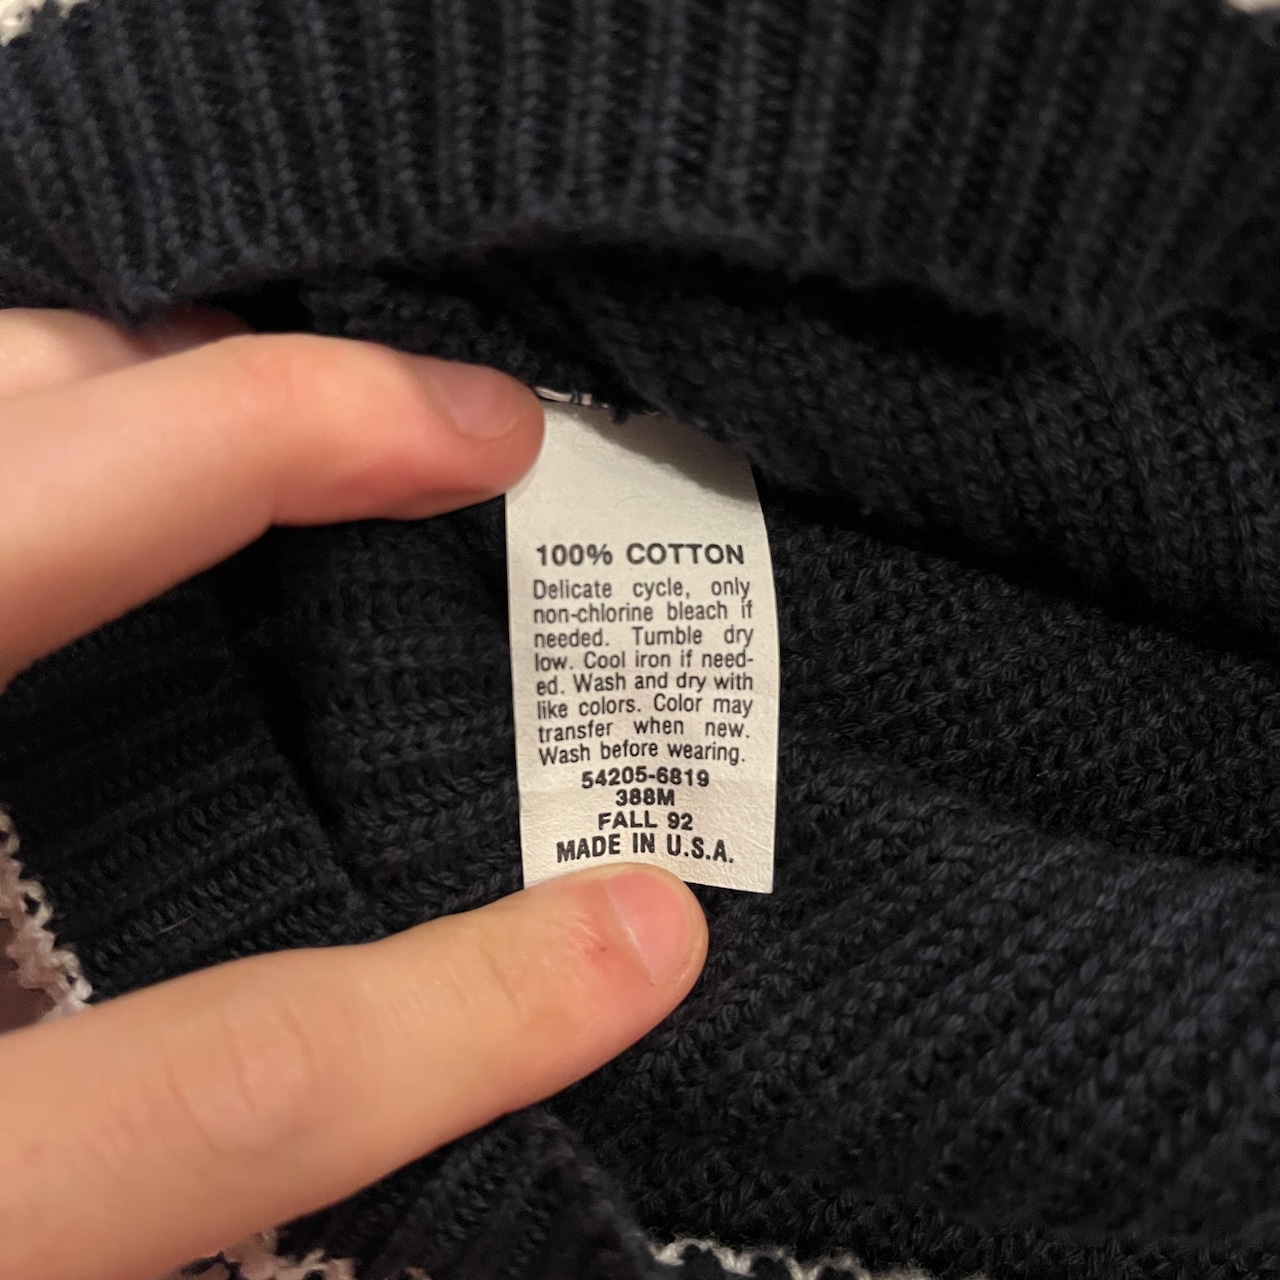 100% COTTON
Delicate cycle, only
non-chlorine bleach if
needed. Tumble dry
low. Cool iron if need-
ed. Wash and dry with
like colors. Color may
transfer when new.
Wash before wearing.
54205-6819
388M
FALL 92
MADE IN U.S.A.